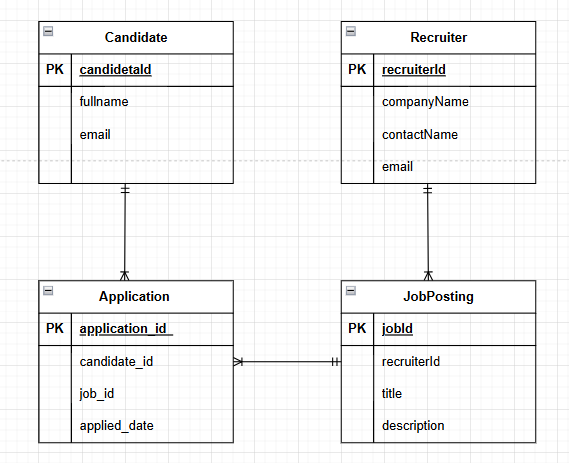 Candidate
PK candidetaId
fullname
email
Recruiter
PK recruiterId
companyName
contactName
email
Application
PK application_id_
candidate_id
job_id
applied_date
JobPosting
PK jobId
recruiterId
title
description